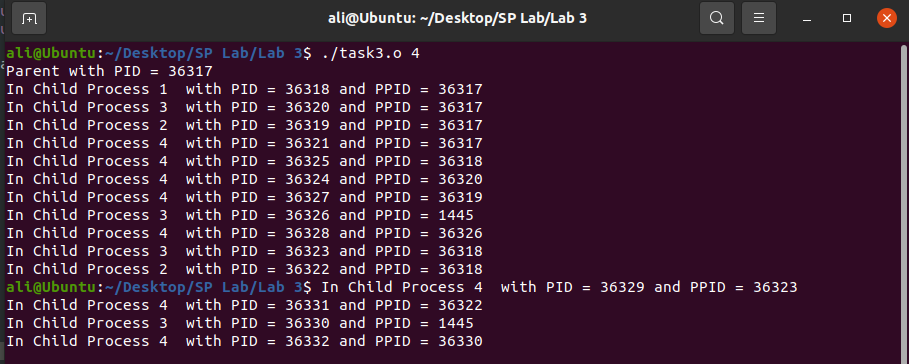 ali@Ubuntu: ~/Desktop/SP Lab/Lab 3
ali@Ubuntu:~/Desktop/SP Lab/Lab 3$ ./task3.o 4
Parent with PID = 36317
In Child Process 1  with PID = 36318 and PPID = 36317
In Child Process 3  with PID = 36320 and PPID = 36317
In Child Process 2  with PID = 36319 and PPID = 36317
In Child Process 4  with PID = 36321 and PPID = 36317
In Child Process 4  with PID = 36325 and PPID = 36318
In Child Process 4  with PID = 36324 and PPID = 36320
In Child Process 4  with PID = 36327 and PPID = 36319
In Child Process 3  with PID = 36326 and PPID = 1445
In Child Process 4  with PID = 36328 and PPID = 36326
In Child Process 3  with PID = 36323 and PPID = 36318
In Child Process 2  with PID = 36322 and PPID = 36318
ali@Ubuntu:~/Desktop/SP Lab/Lab 3$ In Child Process 4  with PID = 36329 and PPID = 36323
In Child Process 4  with PID = 36331 and PPID = 36322
In Child Process 3  with PID = 36330 and PPID = 1445
In Child Process 4  with PID = 36332 and PPID = 36330